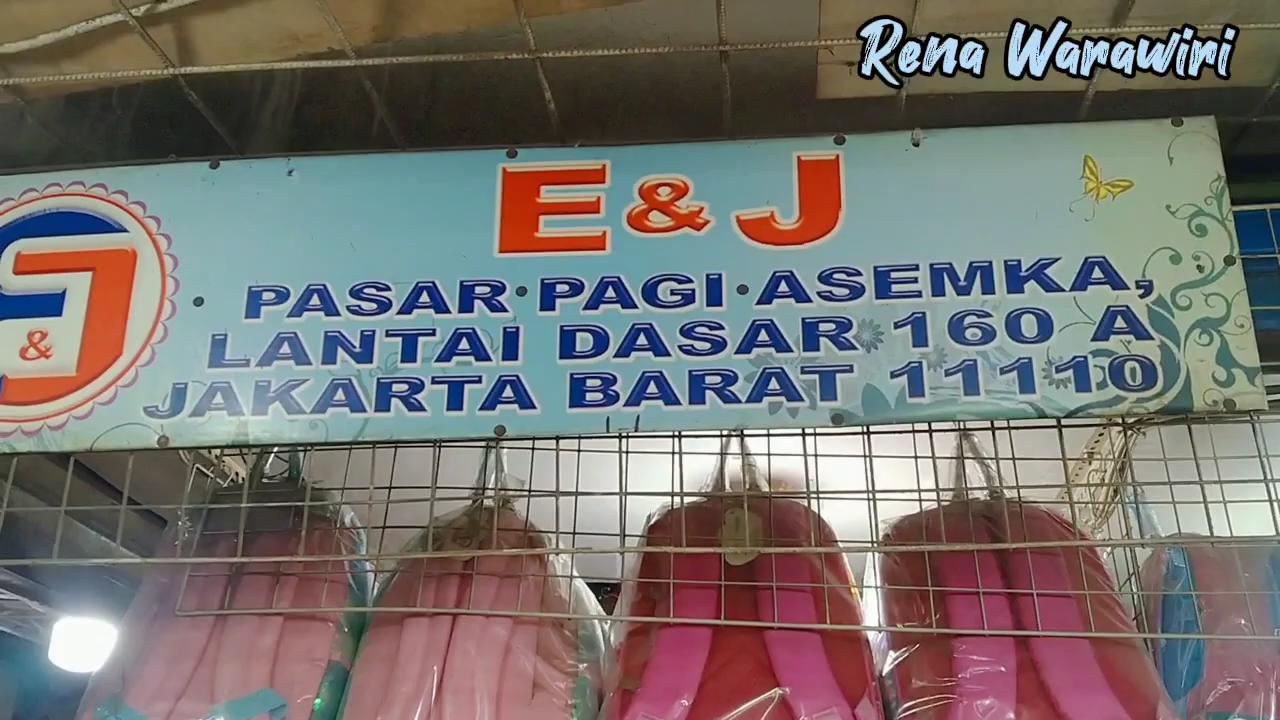 Rena Warawiri
E & J
E & J
PASAR PAGI ASEMKA,
LANTAI DASAR 160 A
JAKARTA BARAT 11110